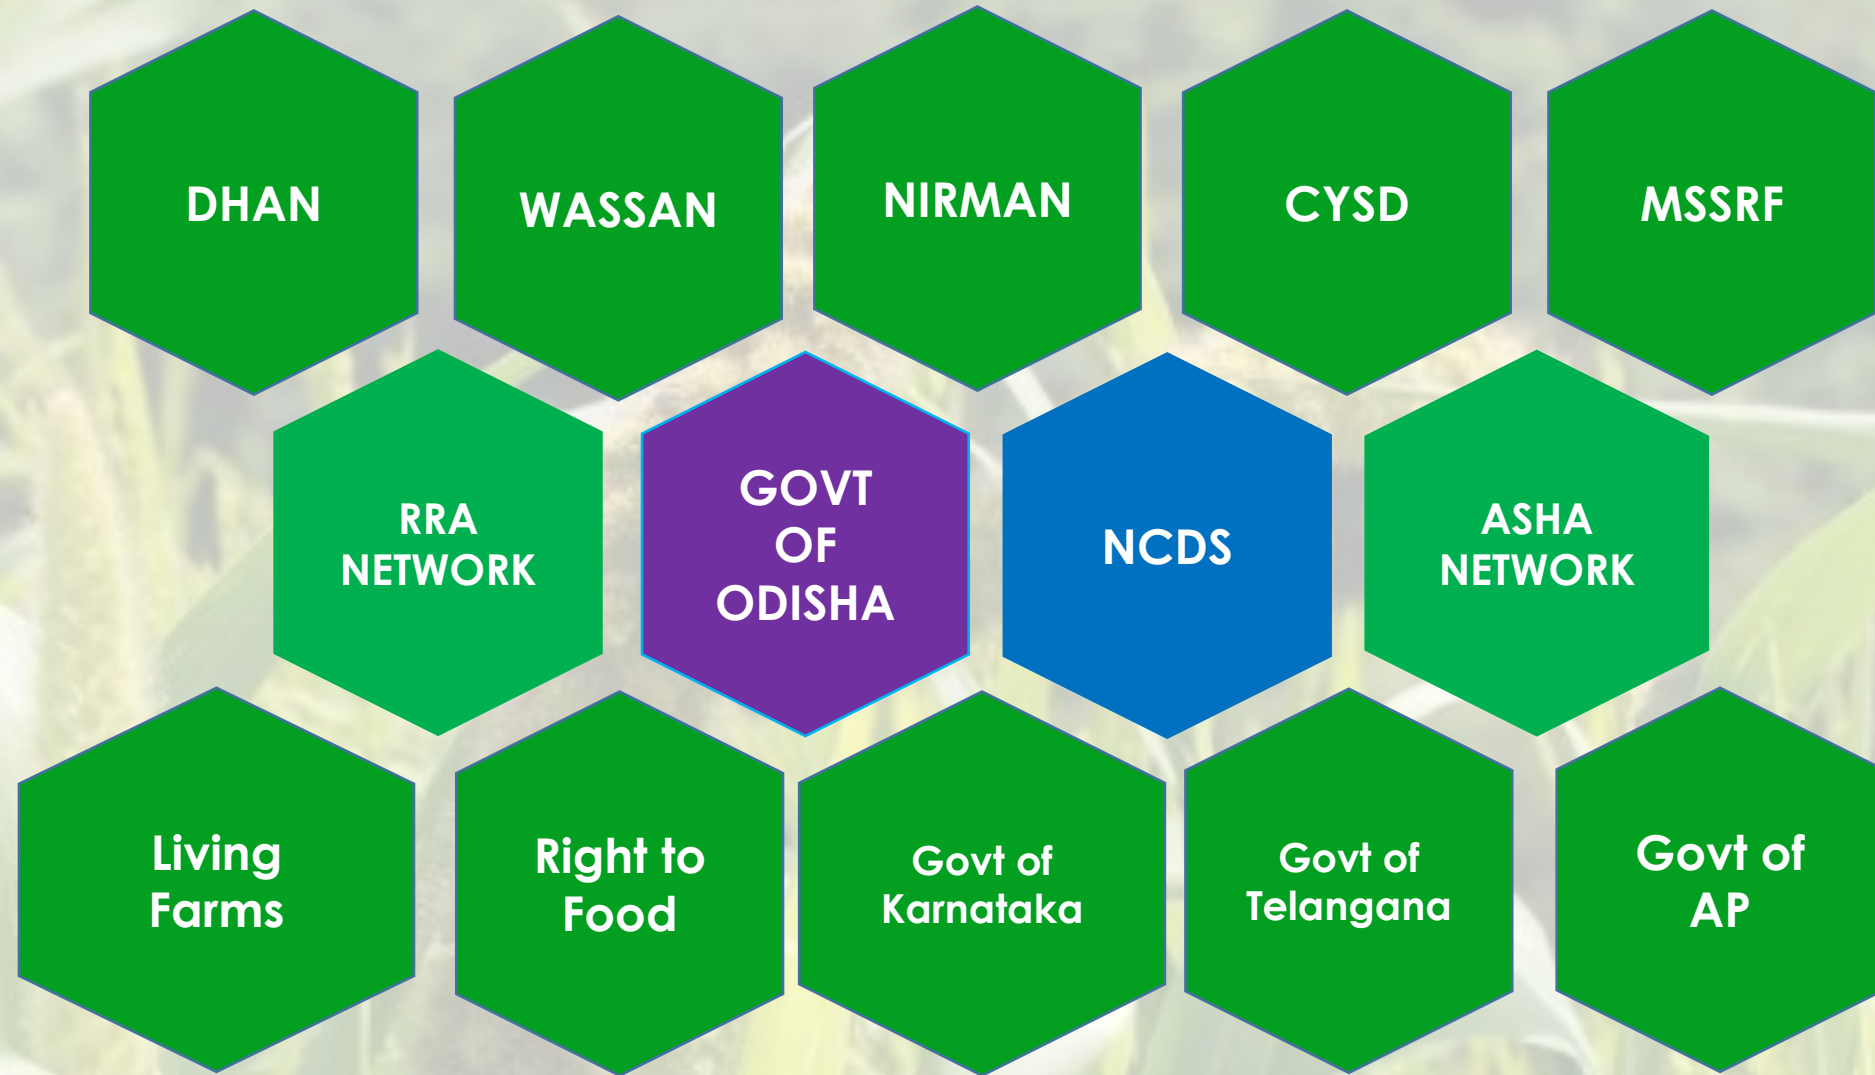 DHAN
WASSAN
NIRMAN
CYSD
MSSRF
RRA
NETWORK
GOVT
OF
ODISHA
NCDS
ASHA
NETWORK
Living
Farms
Right to
Food
Govt of
Karnataka
Govt of
Telangana
Govt of
AP